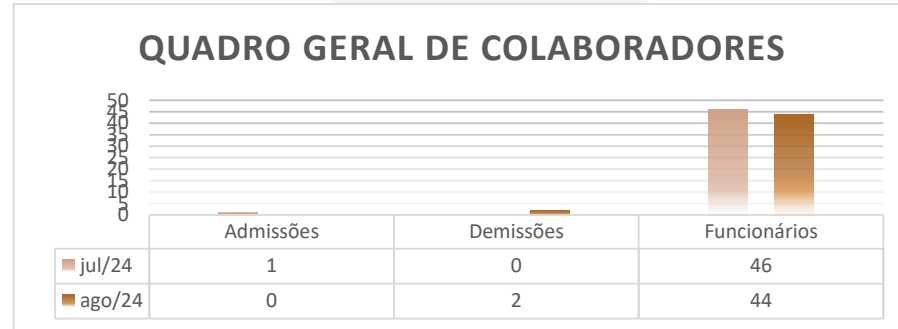 QUADRO GERAL DE COLABORADORES
50
45
40
35
30
25
20
15
10
5
0
Admissões Demissões Funcionários
jul/24 1 0 46
ago/24 0 2 44